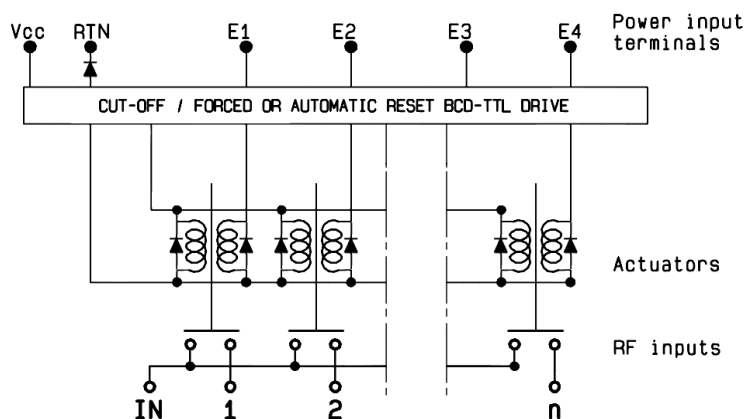 Vcc RTN E1 E2 E3 E4 Power input
terminals
CUT-OFF / FORCED OR AUTOMATIC RESET BCD-TTL DRIVE
Actuators
RF inputs
IN 1 2 n